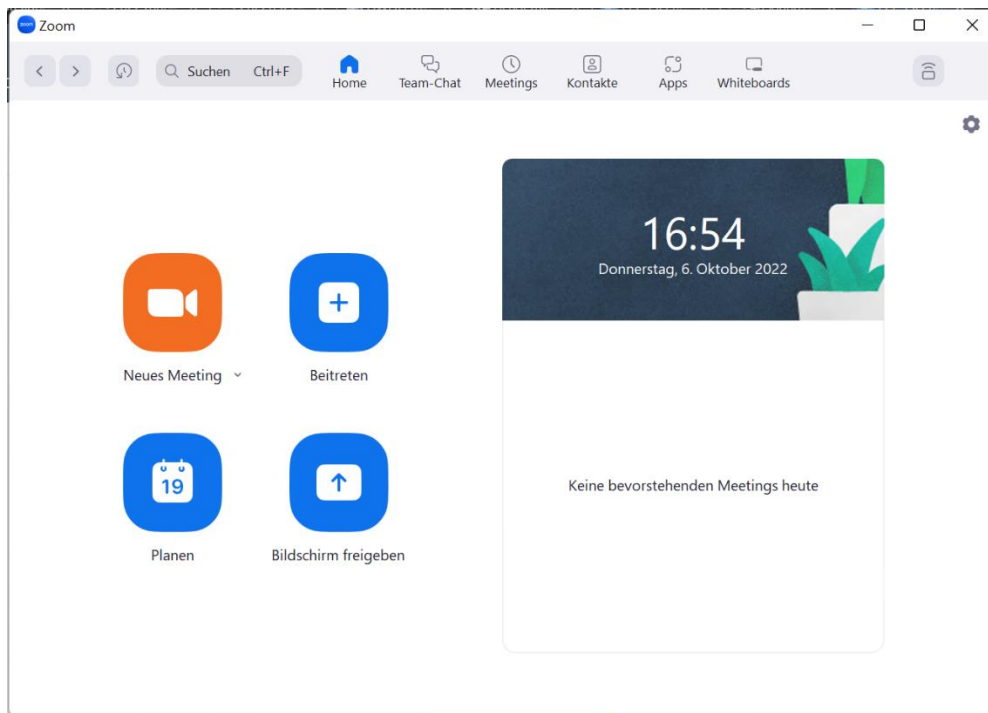 zoom Zoom
Suchen Ctrl+F
Home Team-Chat Meetings Kontakte Apps Whiteboards
16:54
Donnerstag, 6. Oktober 2022
Neues Meeting Beitreten
19
Planen Bildschirm freigeben
Keine bevorstehenden Meetings heute